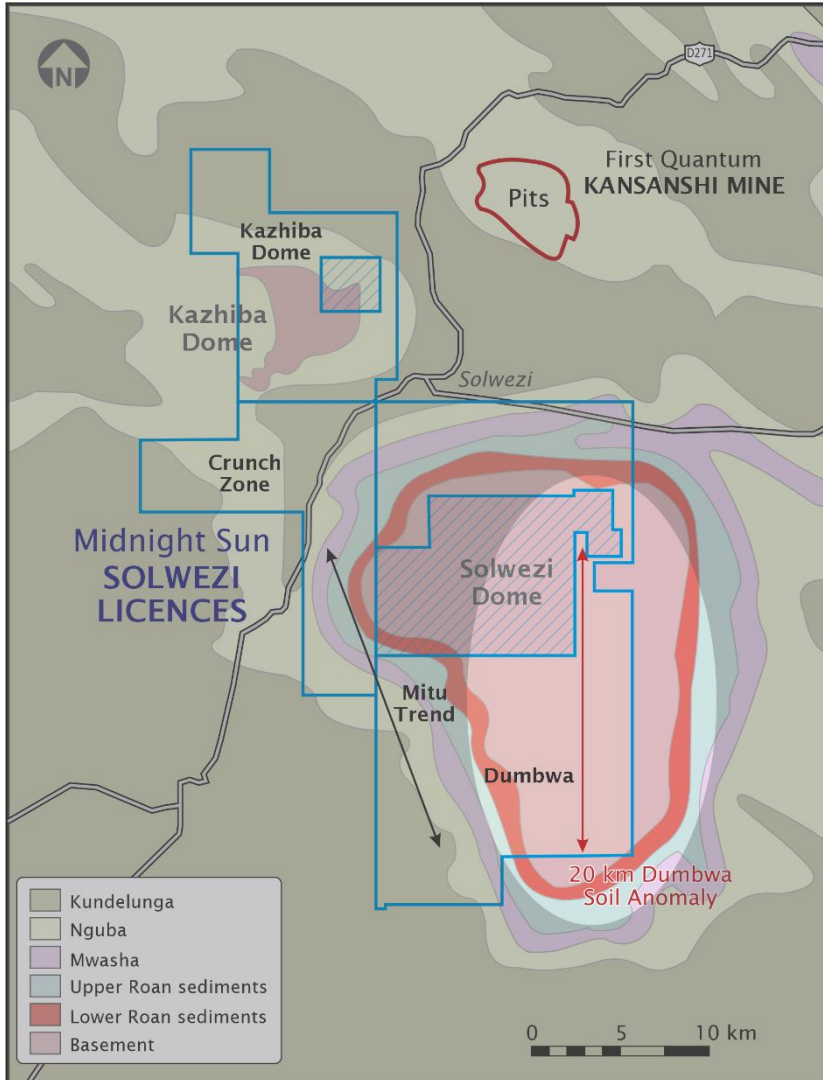 N
D271
First Quantum
KANSANSHI MINE
Pits
Kazhiba
Dome
Kazhiba
Dome
Solwezi
Crunch
Zone
Midnight Sun
SOLWEZI
LICENCES
Solwezi
Dome
Mitu
Trend
Dumbwa
20 km Dumbwa
Soil Anomaly
Kundelunga
Nguba
Mwasha
Upper Roan sediments
Lower Roan sediments
Basement
0 5 10 km